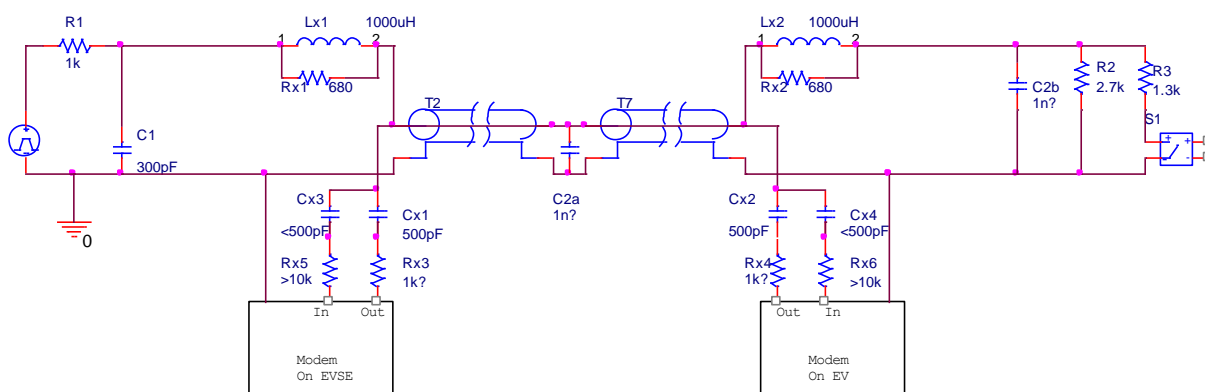 R1
1k
Lx1 1000uH
1 2
Rx1 680
C1
300pF
0
T2
T7
C2a
1n?
Lx2 1000uH
1 2
Rx2 680
C2b
1n?
R2
2.7k
R3
1.3k
S1
+
-
Cx3
<500pF
Cx1
500pF
Rx5
>10k
Rx3
1k?
In Out
Modem
On EVSE
Cx2
500pF
Cx4
<500pF
Rx4
1k?
Rx6
>10k
Out In
Modem
On EV